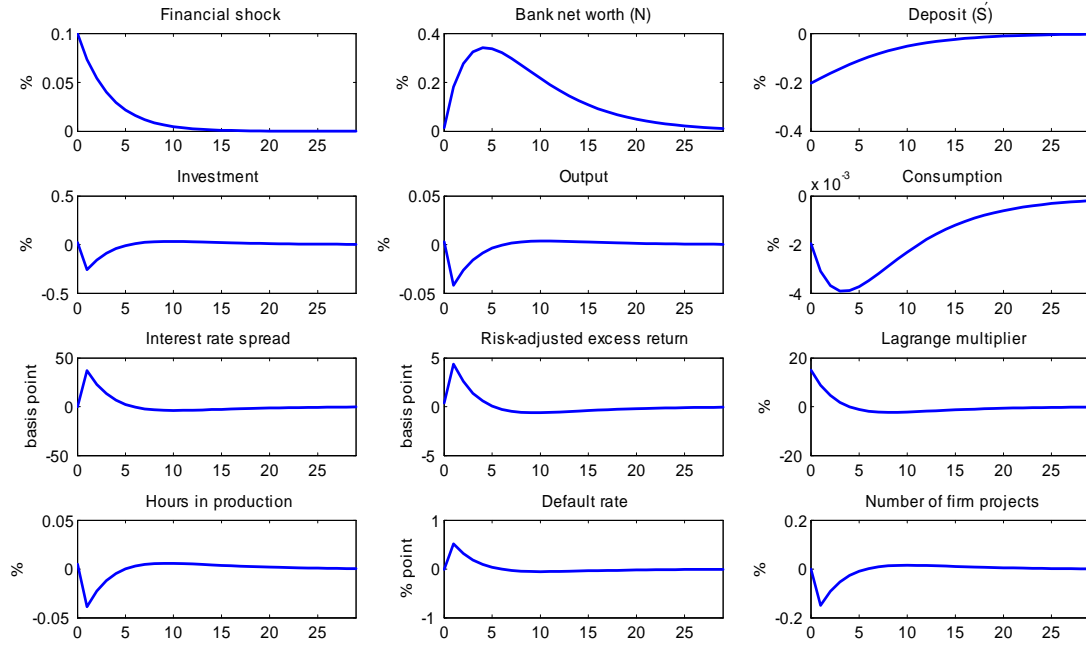 Financial shock
0.1
0.05
0
%
0 5 10 15 20 25
Bank net worth (N)
0.4
0.2
0
%
0 5 10 15 20 25
Deposit (S′)
0
-0.2
-0.4
%
0 5 10 15 20 25
Investment
0.5
0
-0.5
%
0 5 10 15 20 25
Output
0.05
0
-0.05
%
0 5 10 15 20 25
Consumption
x 10-3
0
-2
-4
%
0 5 10 15 20 25
Interest rate spread
50
0
-50
basis point
0 5 10 15 20 25
Risk-adjusted excess return
5
0
-5
basis point
0 5 10 15 20 25
Lagrange multiplier
20
0
-20
%
0 5 10 15 20 25
Hours in production
0.05
0
-0.05
%
0 5 10 15 20 25
Default rate
1
0
-1
% point
0 5 10 15 20 25
Number of firm projects
0.2
0
-0.2
%
0 5 10 15 20 25